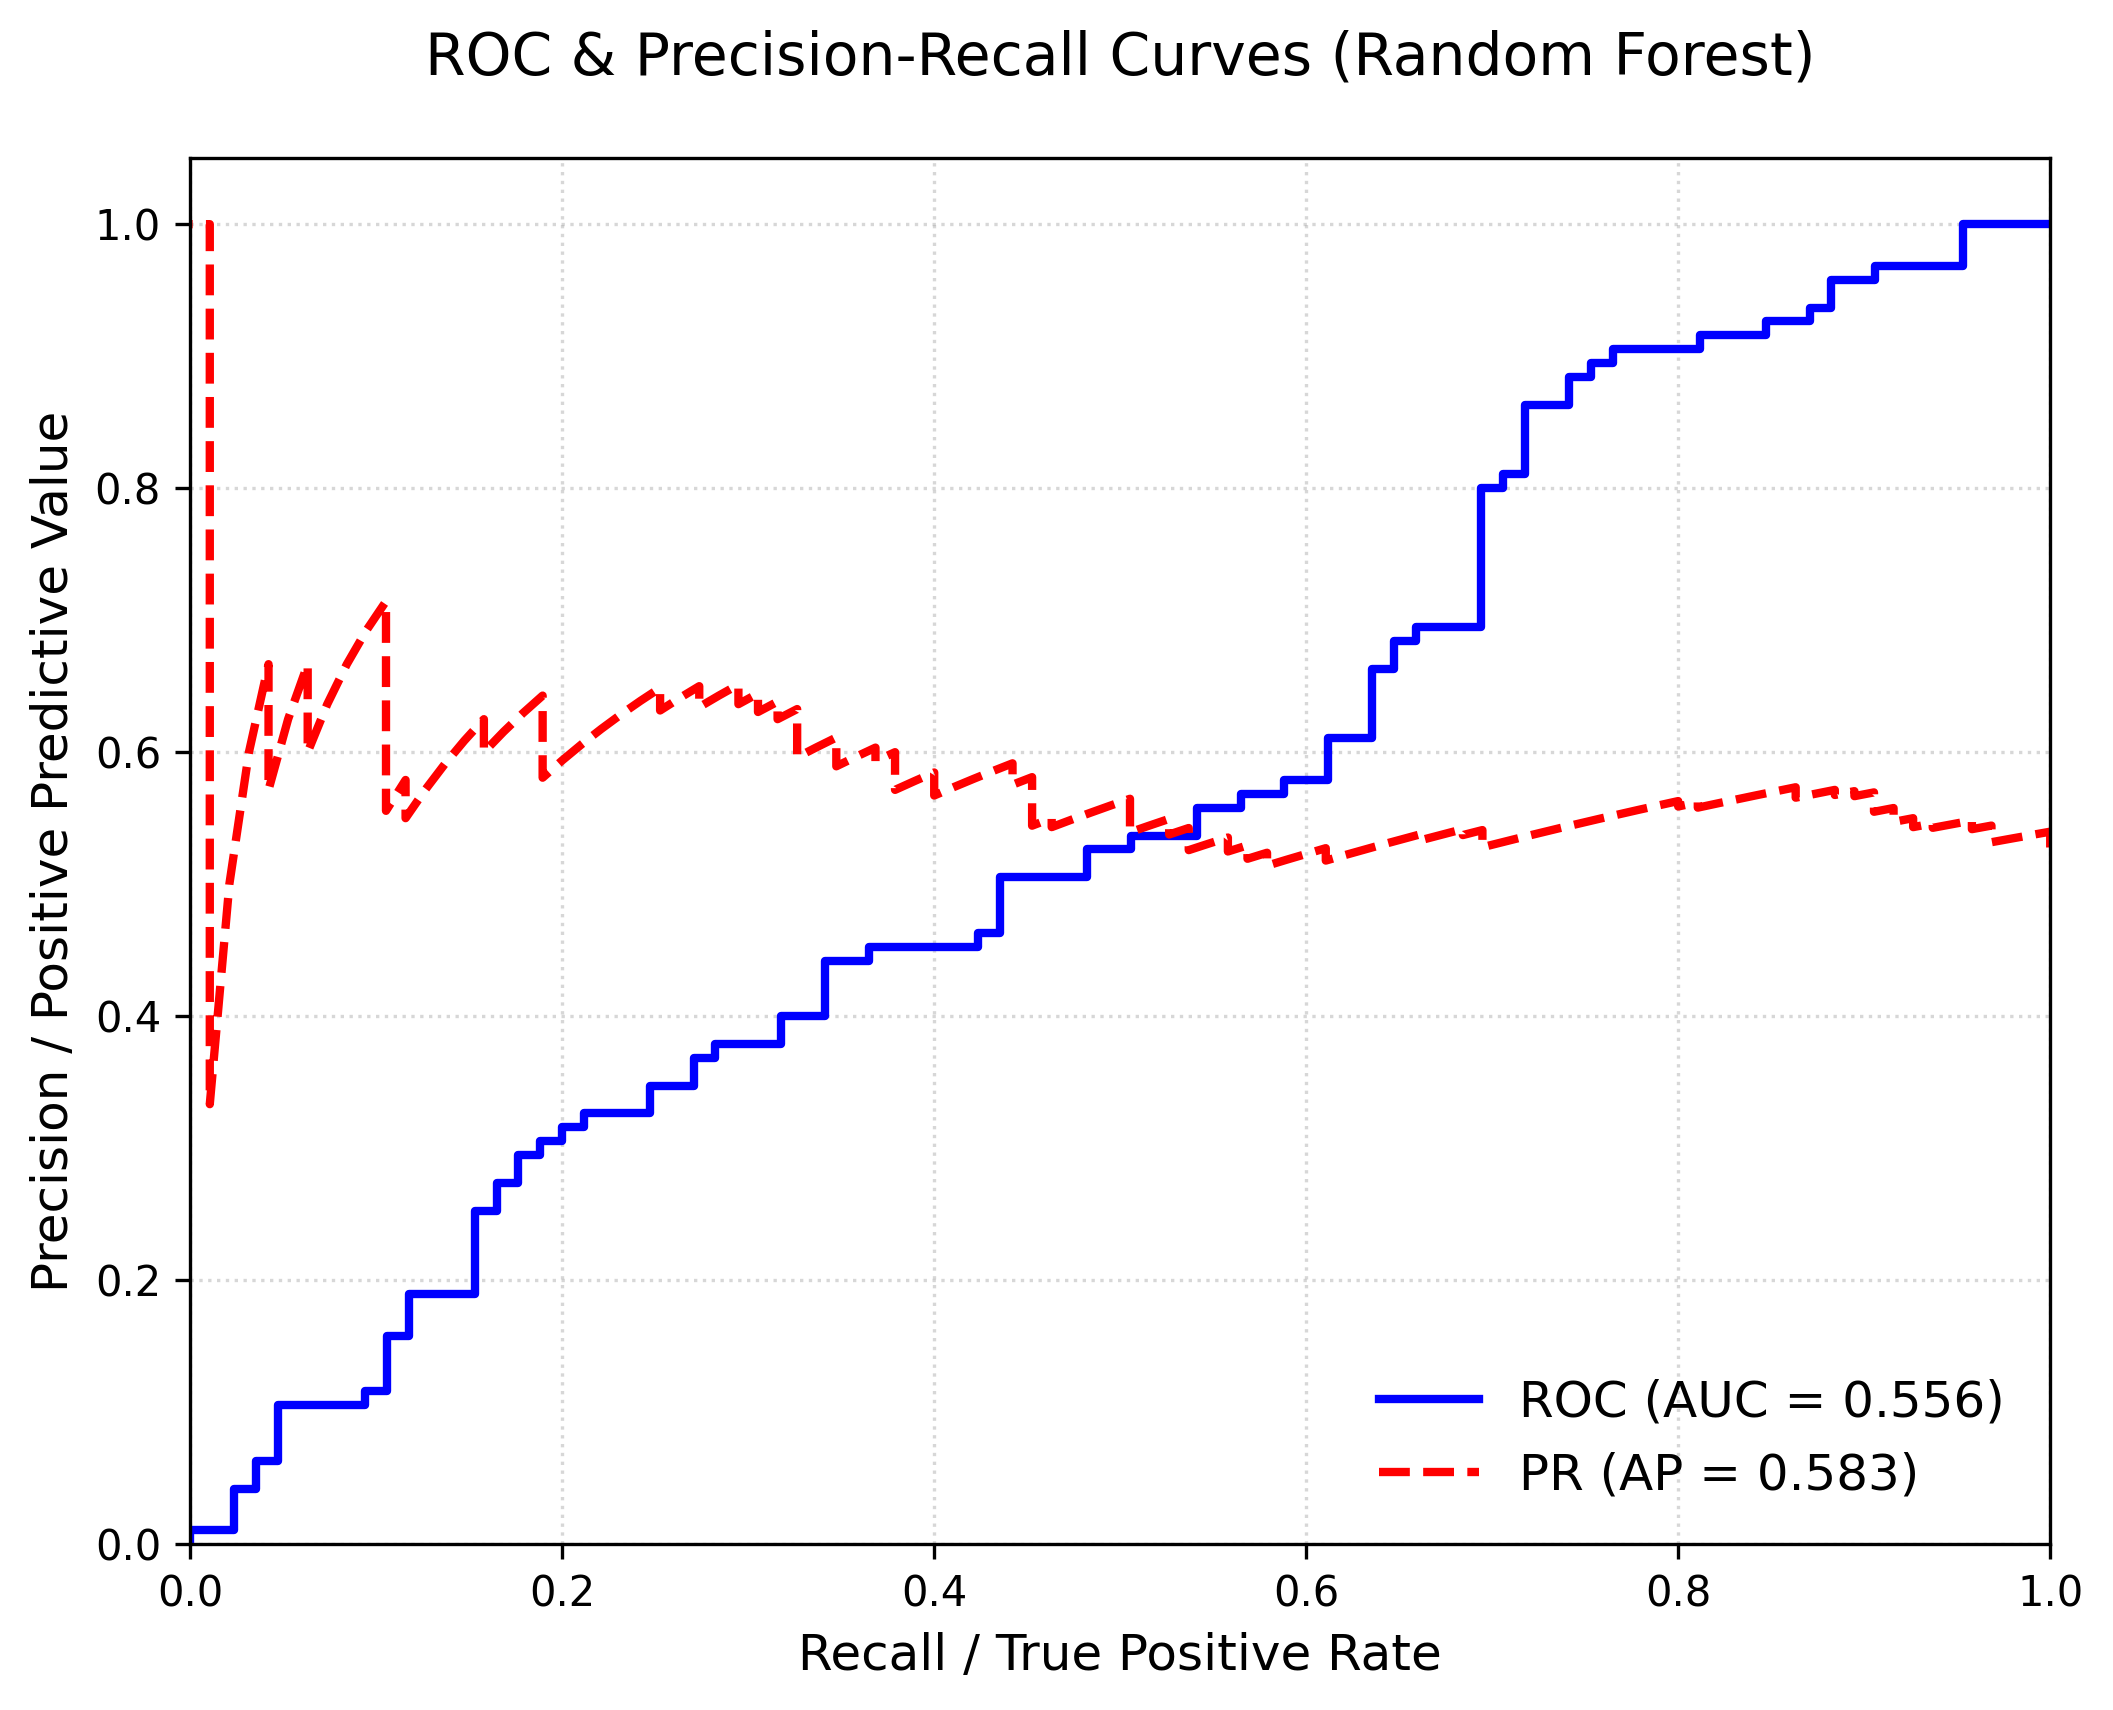 ROC & Precision-Recall Curves (Random Forest)
Precision / Positive Predictive Value
1.0
0.8
0.6
0.4
0.2
0.0
0.0 0.2 0.4 0.6 0.8 1.0
Recall / True Positive Rate
ROC (AUC = 0.556)
PR (AP = 0.583)